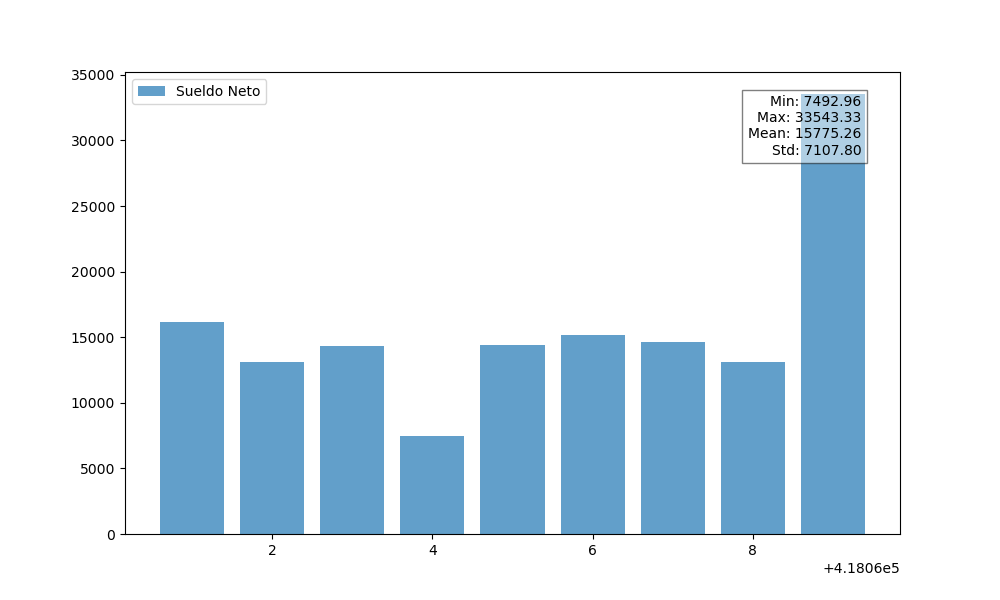 Sueldo Neto
Min: 7492.96
Max: 33543.33
Mean: 15775.26
Std: 7107.80
35000
30000
25000
20000
15000
10000
5000
0
2 4 6 8
+4.1806e5